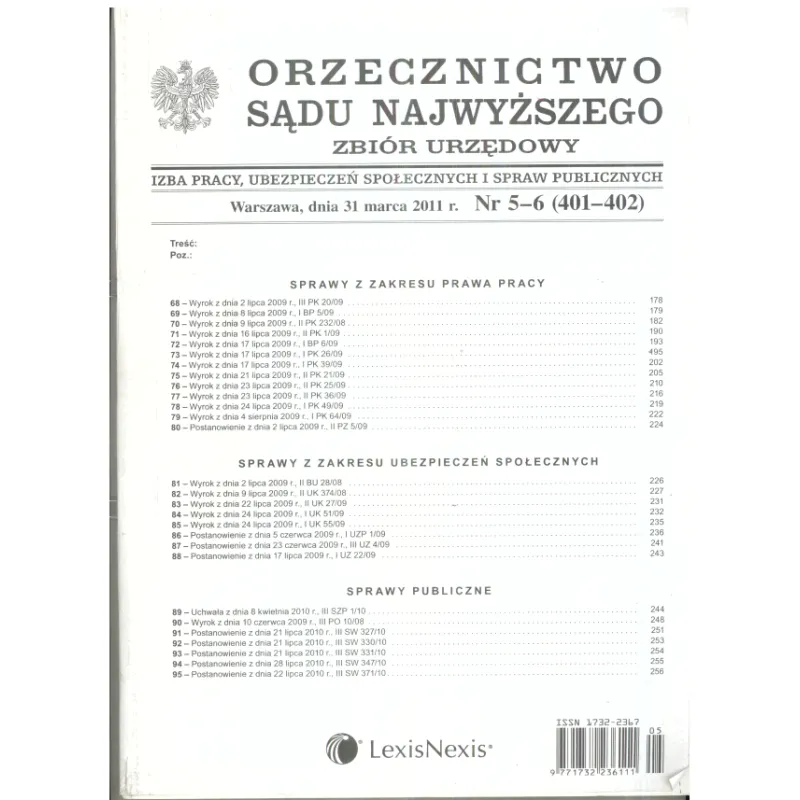 ORZECZNICTWO
SĄDU NAJWYŻSZEGO
ZBIÓR URZĘDOWY
IZBA PRACY, UBEZPIECZEŃ SPOŁECZNYCH I SPRAW PUBLICZNYCH
Warszawa, dnia 31 marca 2011 r. Nr 5–6 (401–402)
Treść:
Poz.:
SPRAWY Z ZAKRESU PRAWA PRACY
68 – Wyrok z dnia 2 lipca 2009 r., III PK 20/09 178
69 – Wyrok z dnia 8 lipca 2009 r., I BP 5/09 179
70 – Wyrok z dnia 9 lipca 2009 r., II PK 232/08 182
71 – Wyrok z dnia 16 lipca 2009 r., II PK 1/09 190
72 – Wyrok z dnia 17 lipca 2009 r., I BP 6/09 193
73 – Wyrok z dnia 17 lipca 2009 r., I PK 26/09 495
74 – Wyrok z dnia 17 lipca 2009 r., I PK 39/09 202
75 – Wyrok z dnia 21 lipca 2009 r., II PK 21/09 205
76 – Wyrok z dnia 23 lipca 2009 r., II PK 25/09 210
77 – Wyrok z dnia 23 lipca 2009 r., II PK 36/09 216
78 – Wyrok z dnia 24 lipca 2009 r., I PK 49/09 219
79 – Wyrok z dnia 4 sierpnia 2009 r., I PK 64/09 222
80 – Postanowienie z dnia 2 lipca 2009 r., II PZ 5/09 224
SPRAWY Z ZAKRESU UBEZPIECZEŃ SPOŁECZNYCH
81 – Wyrok z dnia 2 lipca 2009 r., II BU 28/08 226
82 – Wyrok z dnia 9 lipca 2009 r., II UK 374/08 227
83 – Wyrok z dnia 22 lipca 2009 r., II UK 27/09 231
84 – Wyrok z dnia 24 lipca 2009 r., I UK 51/09 232
85 – Wyrok z dnia 24 lipca 2009 r., I UK 55/09 235
86 – Postanowienie z dnia 5 czerwca 2009 r., I UZP 1/09 236
87 – Postanowienie z dnia 23 czerwca 2009 r., III UZ 4/09 241
88 – Postanowienie z dnia 17 lipca 2009 r., I UZ 22/09 243
SPRAWY PUBLICZNE
89 – Uchwała z dnia 8 kwietnia 2010 r., III SZP 1/10 244
90 – Wyrok z dnia 10 czerwca 2009 r., III PO 10/08 248
91 – Postanowienie z dnia 21 lipca 2010 r., III SW 327/10 251
92 – Postanowienie z dnia 21 lipca 2010 r., III SW 330/10 253
93 – Postanowienie z dnia 21 lipca 2010 r., III SW 331/10 254
94 – Postanowienie z dnia 28 lipca 2010 r., III SW 347/10 255
95 – Postanowienie z dnia 22 lipca 2010 r., III SW 371/10 256
ISSN 1732-2367
05
LexisNexis®
9 771732 236111